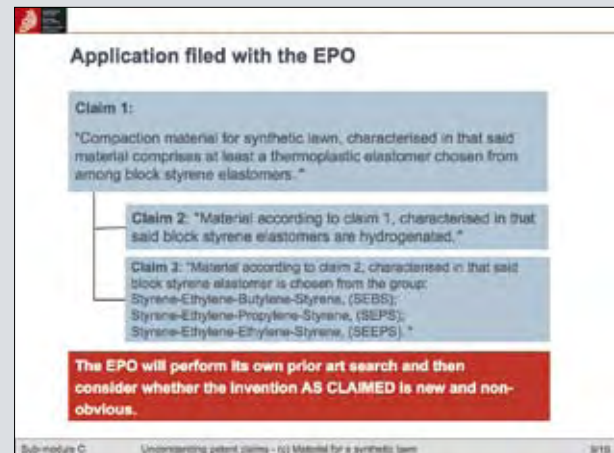 Application filed with the EPO
Claim 1:
"Compaction material for synthetic lawn, characterised in that said
material comprises at least a thermoplastic elastomer chosen from
among block styrene elastomers."
Claim 2: "Material according to claim 1, characterised in that
said block styrene elastomers are hydrogenated."
Claim 3: "Material according to claim 2, characterised in that said
block styrene elastomer is chosen from the group:
Styrene-Ethylene-Butylene-Styrene, (SEBS);
Styrene-Ethylene-Propylene-Styrene, (SEPS);
Styrene-Ethylene-Ethylene-Styrene, (SEEPS)."
The EPO will perform its own prior art search and then
consider whether the invention AS CLAIMED is new and non-
obvious.
Sub-module C Understanding patent claims - (c) Material for a synthetic lawn 9/19